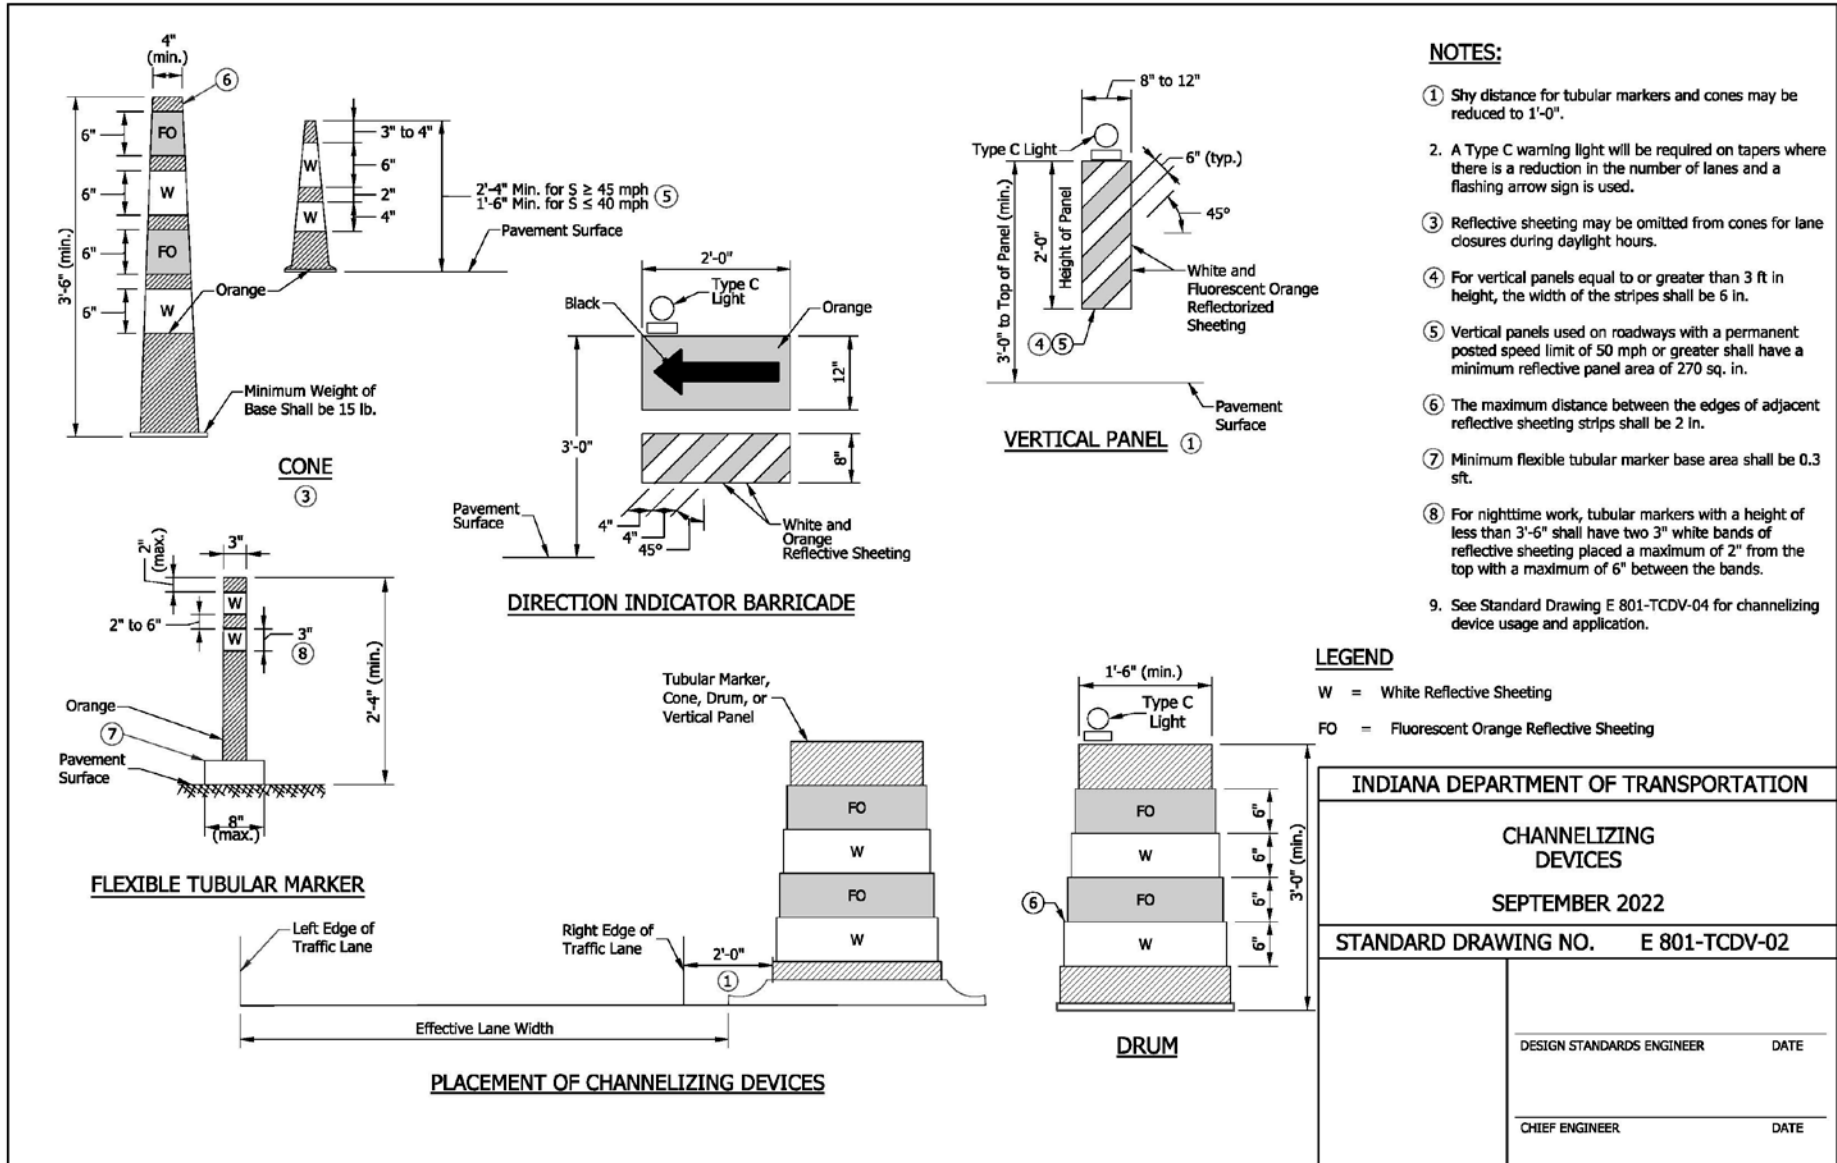 4"
(min.)
6
FO
6"
W
6"
FO
6"
W
6"
3'-6" (min.)
Orange
Minimum Weight of
Base Shall be 15 lb.
CONE
3
3" to 4"
W
6"
2"
W
4"
2'-4" Min. for S ≥ 45 mph
1'-6" Min. for S ≤ 40 mph
5
Pavement Surface
2'-0"
Type C
Light
Black
Orange
12"
3'-0"
8"
Pavement
Surface
4"
4"
45°
White and
Orange
Reflective Sheeting
DIRECTION INDICATOR BARRICADE
8" to 12"
Type C Light
6" (typ.)
45°
3'-0" to Top of Panel (min.)
2'-0"
Height of Panel
White and
Fluorescent Orange
Reflectorized
Sheeting
4 5
Pavement
Surface
VERTICAL PANEL 1
2"
(max.)
3"
W
2" to 6"
W
3"
8
2'-4" (min.)
Orange
7
Pavement
Surface
8"
(max.)
FLEXIBLE TUBULAR MARKER
Tubular Marker,
Cone, Drum, or
Vertical Panel
FO
W
FO
W
Left Edge of
Traffic Lane
Right Edge of
Traffic Lane
2'-0"
1
Effective Lane Width
PLACEMENT OF CHANNELIZING DEVICES
1'-6" (min.)
Type C
Light
FO
6"
W
6"
FO
6"
W
6"
6
3'-0" (min.)
DRUM
NOTES:
1 Shy distance for tubular markers and cones may be
reduced to 1'-0".
2. A Type C warning light will be required on tapers where
there is a reduction in the number of lanes and a
flashing arrow sign is used.
3 Reflective sheeting may be omitted from cones for lane
closures during daylight hours.
4 For vertical panels equal to or greater than 3 ft in
height, the width of the stripes shall be 6 in.
5 Vertical panels used on roadways with a permanent
posted speed limit of 50 mph or greater shall have a
minimum reflective panel area of 270 sq. in.
6 The maximum distance between the edges of adjacent
reflective sheeting strips shall be 2 in.
7 Minimum flexible tubular marker base area shall be 0.3
sft.
8 For nighttime work, tubular markers with a height of
less than 3'-6" shall have two 3" white bands of
reflective sheeting placed a maximum of 2" from the
top with a maximum of 6" between the bands.
9. See Standard Drawing E 801-TCDV-04 for channelizing
device usage and application.
LEGEND
W = White Reflective Sheeting
FO = Fluorescent Orange Reflective Sheeting
INDIANA DEPARTMENT OF TRANSPORTATION
CHANNELIZING
DEVICES
SEPTEMBER 2022
STANDARD DRAWING NO. E 801-TCDV-02
DESIGN STANDARDS ENGINEER DATE
CHIEF ENGINEER DATE